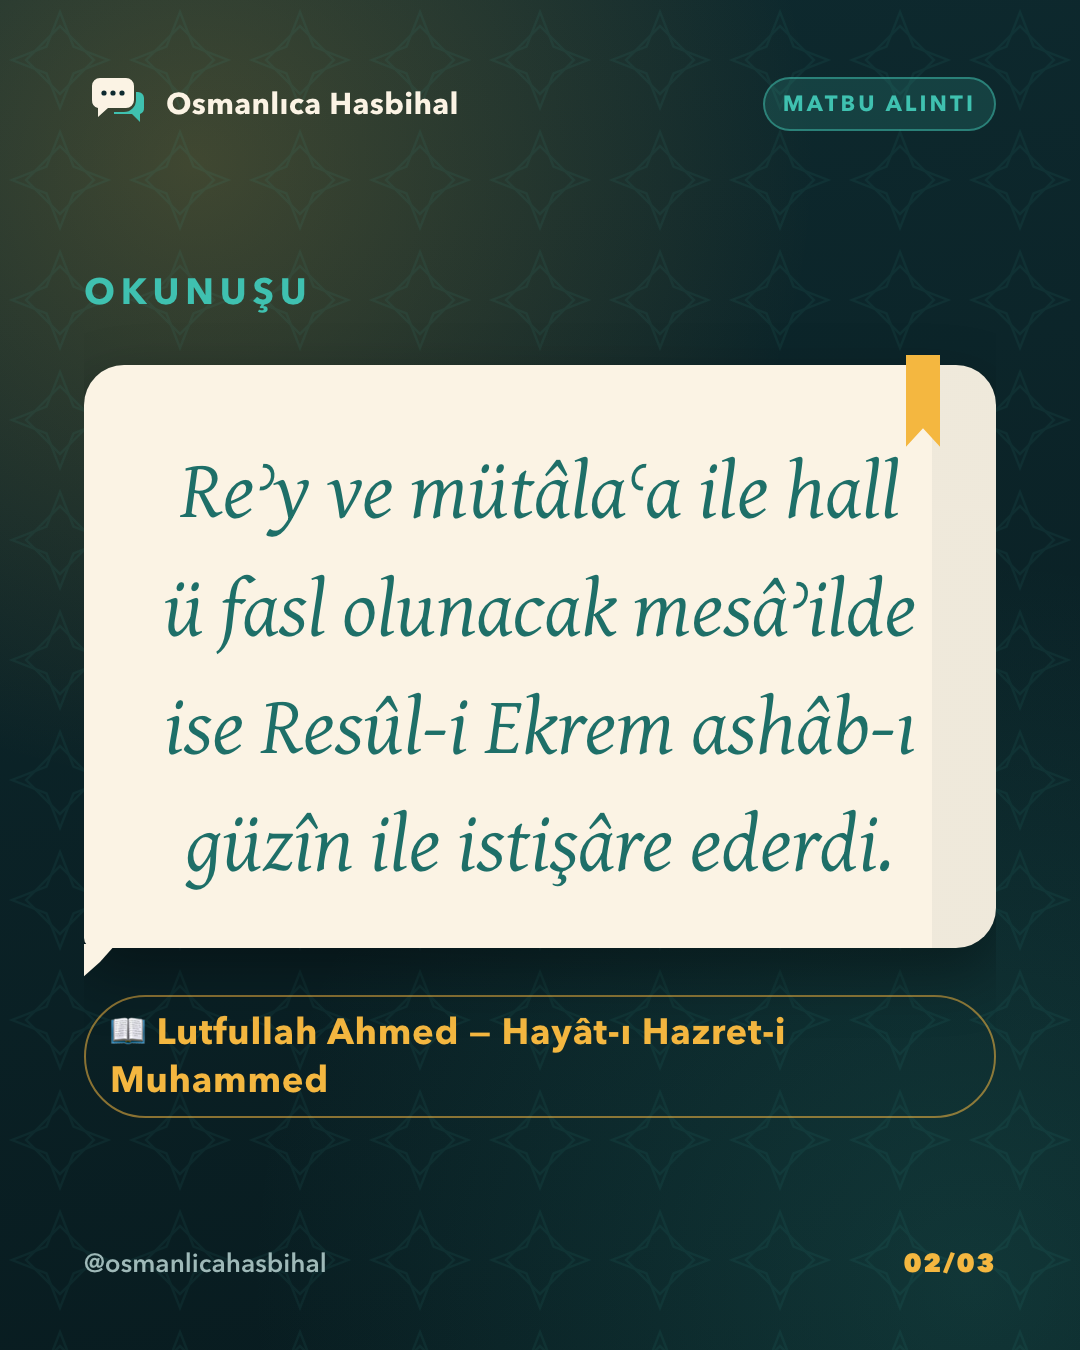 Osmanlıca Hasbihal
MATBU ALINTI
OKUNUŞU
Reʾy ve mütâlaʿa ile hall
ü fasl olunacak mesâʾilde
ise Resûl-i Ekrem ashâb-ı
güzîn ile istişâre ederdi.
📖 Lutfullah Ahmed — Hayât-ı Hazret-i
Muhammed
@osmanlicahasbihal
02/03